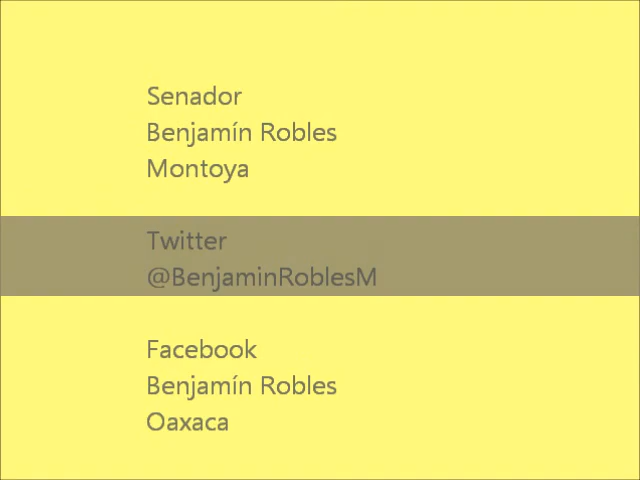 Senador
Benjamín Robles
Montoya
Twitter
@BenjaminRoblesM
Facebook
Benjamín Robles
Oaxaca